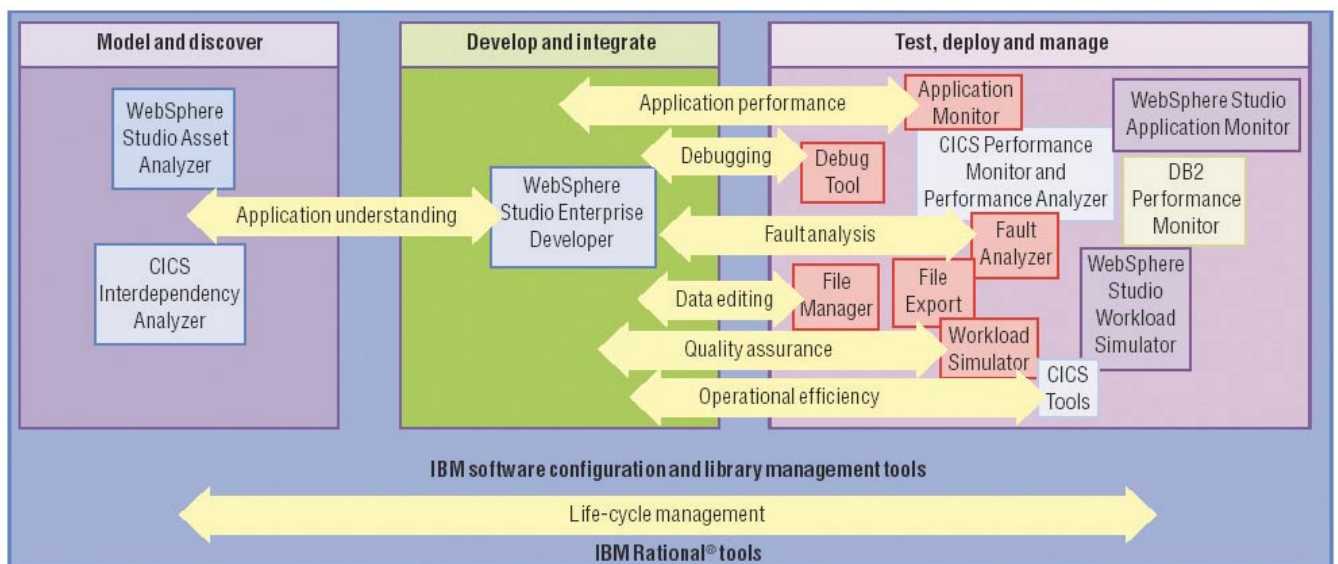 Model and discover
WebSphere
Studio Asset
Analyzer
Application understanding
CICS
Interdependency
Analyzer
Develop and integrate
WebSphere
Studio Enterprise
Developer
Test, deploy and manage
Application performance
Application
Monitor
WebSphere Studio
Application Monitor
Debugging
Debug
Tool
CICS Performance
Monitor and
Performance Analyzer
DB2
Performance
Monitor
Fault analysis
Fault
Analyzer
Data editing
File
Manager
File
Export
WebSphere
Studio
Workload
Simulator
Quality assurance
Workload
Simulator
Operational efficiency
CICS
Tools
IBM software configuration and library management tools
Life-cycle management
IBM Rational® tools